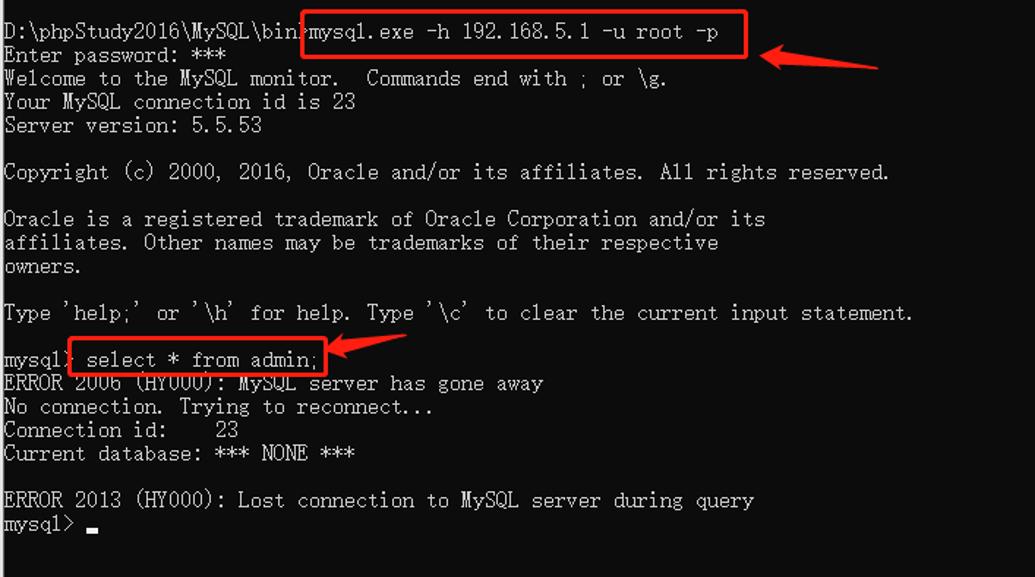 D:\phpStudy2016\MySQL\bin>mysql.exe -h 192.168.5.1 -u root -p
Enter password: ***
Welcome to the MySQL monitor.  Commands end with ; or \g.
Your MySQL connection id is 23
Server version: 5.5.53
Copyright (c) 2000, 2016, Oracle and/or its affiliates. All rights reserved.
Oracle is a registered trademark of Oracle Corporation and/or its
affiliates. Other names may be trademarks of their respective
owners.
Type 'help;' or '\h' for help. Type '\c' to clear the current input statement.
mysql> select * from admin;
ERROR 2006 (HY000): MySQL server has gone away
No connection. Trying to reconnect...
Connection id:    23
Current database: *** NONE ***
ERROR 2013 (HY000): Lost connection to MySQL server during query
mysql>